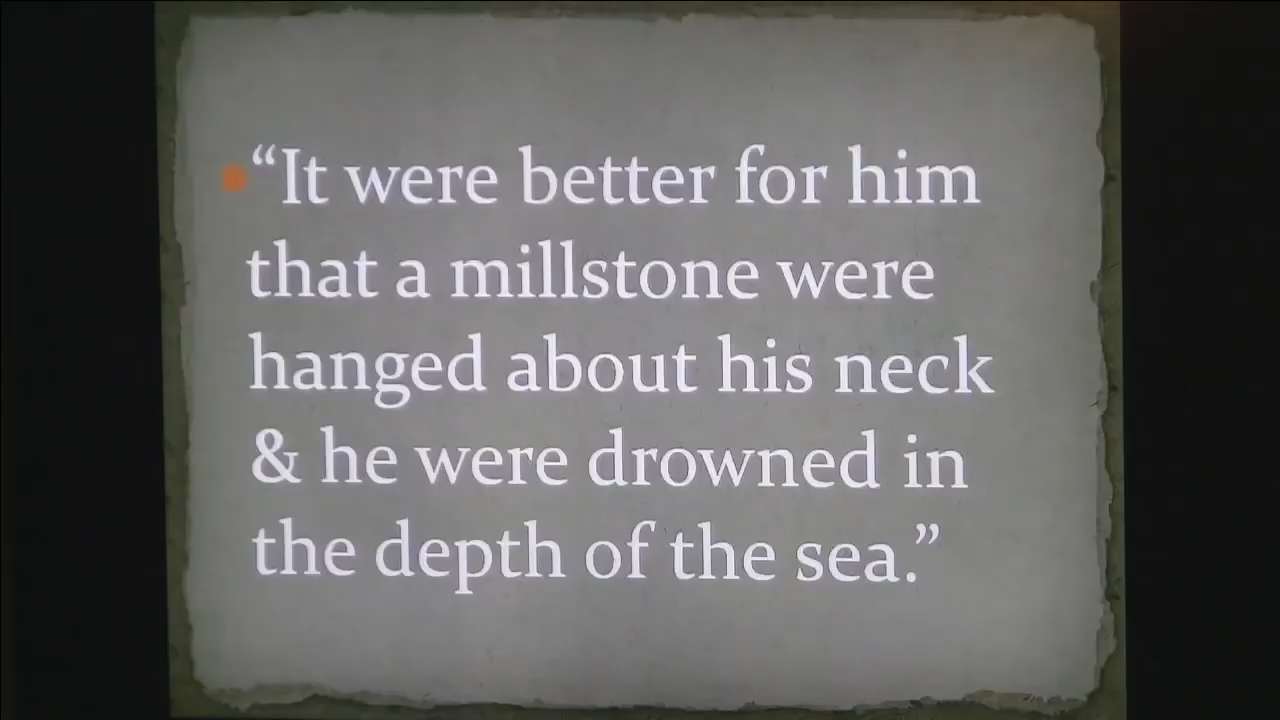 “It were better for him
that a millstone were
hanged about his neck
& he were drowned in
the depth of the sea.”